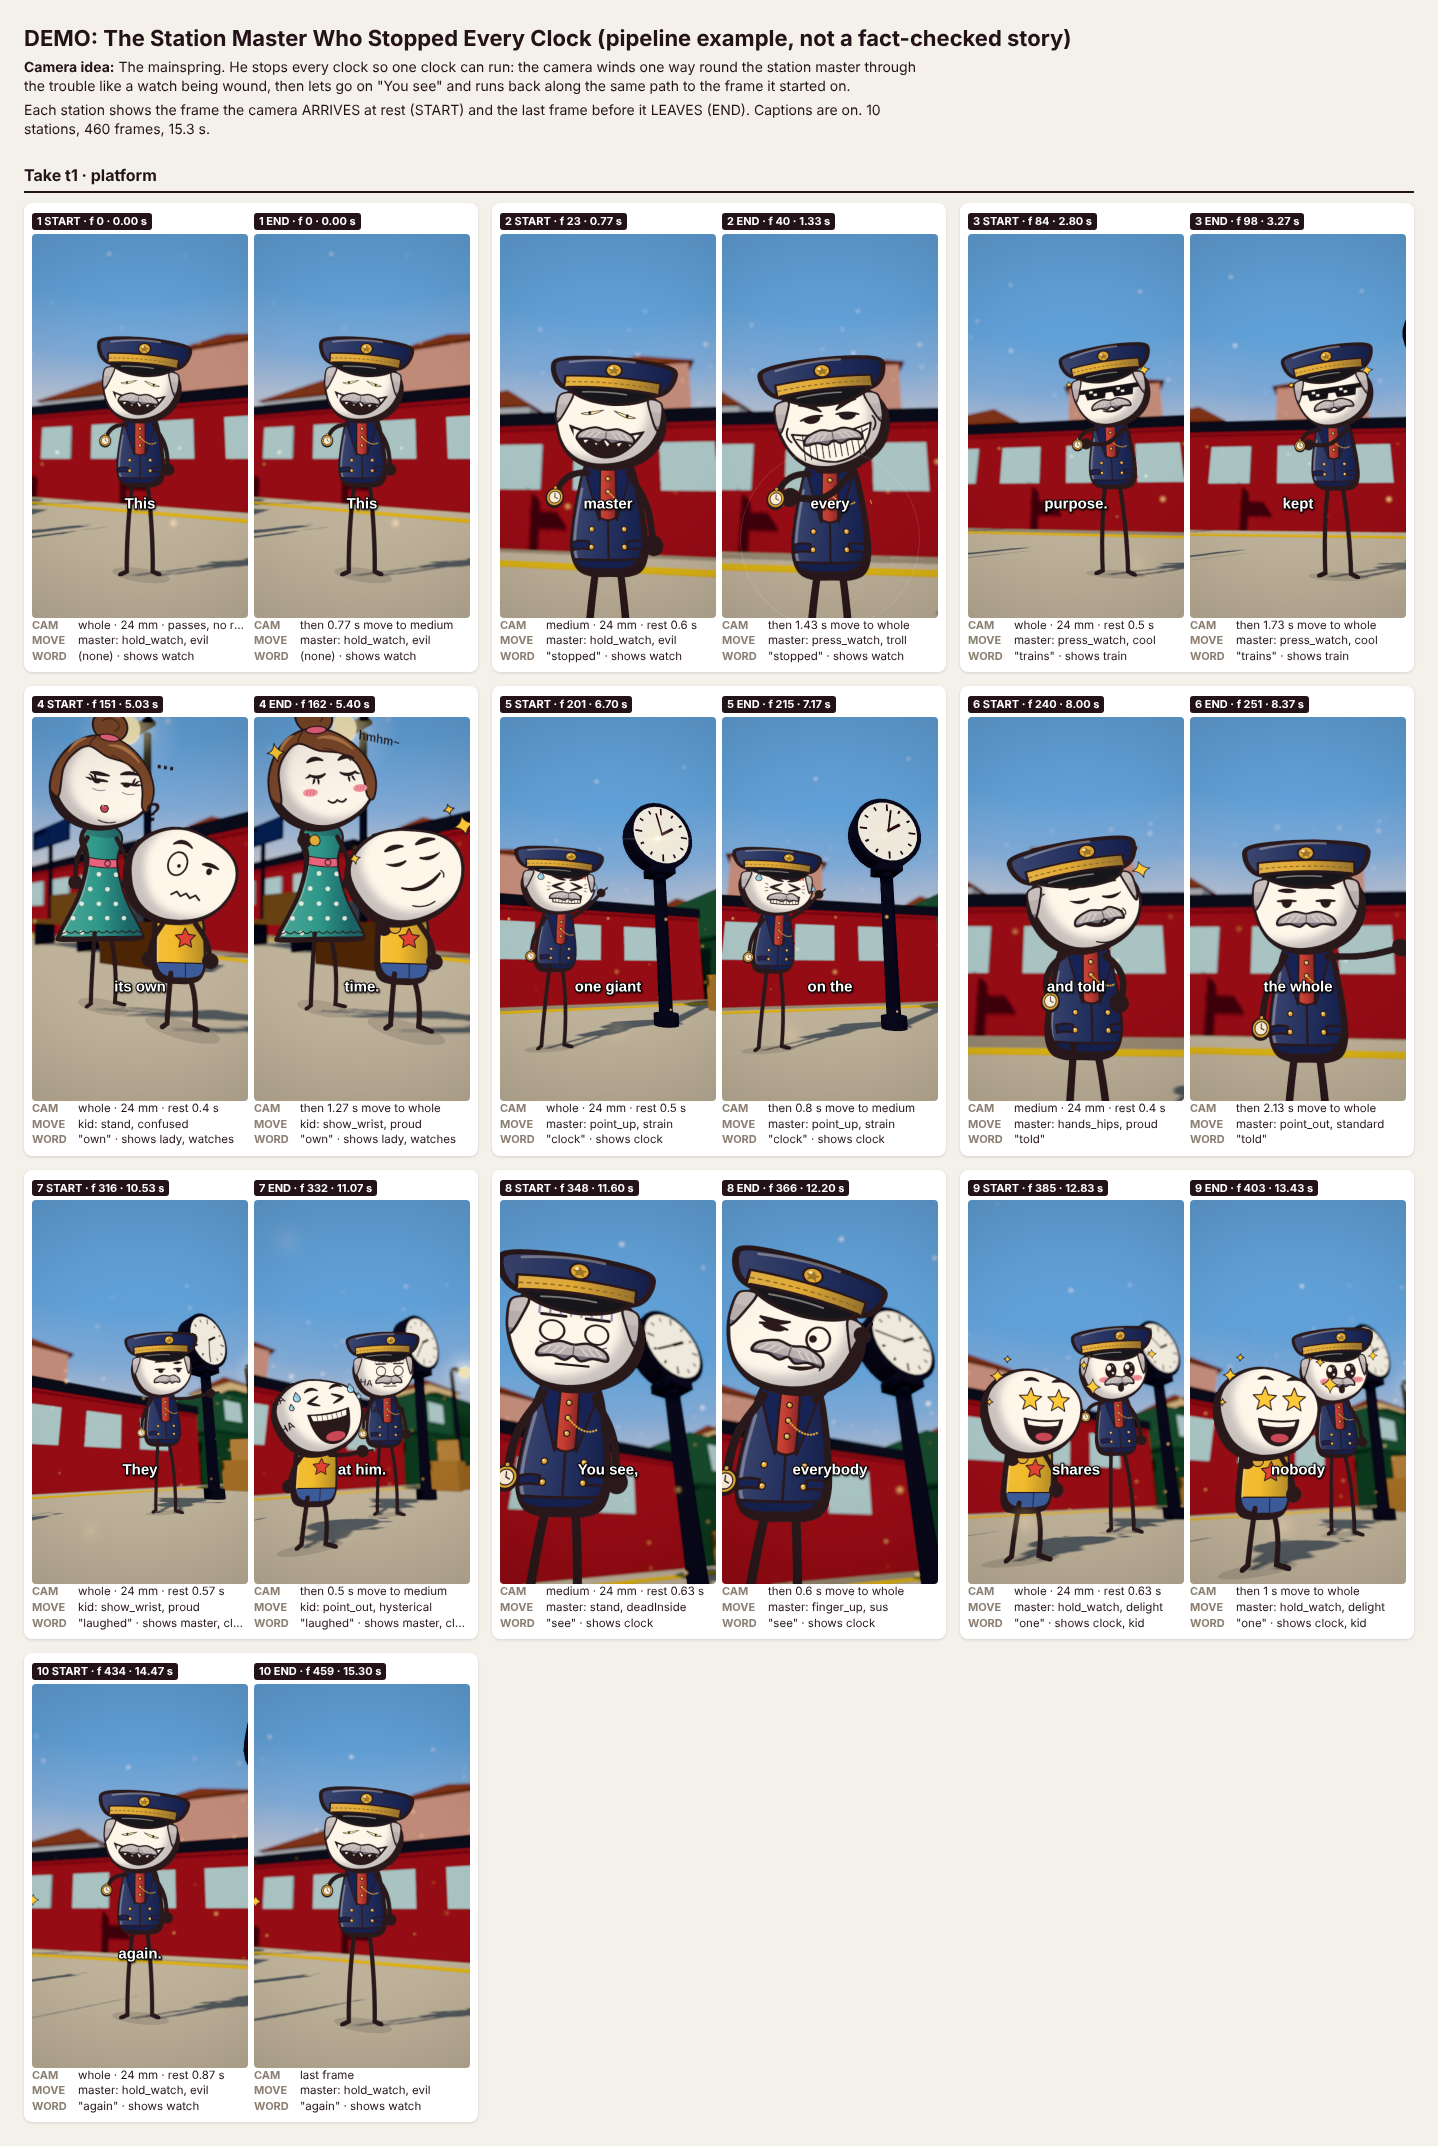 DEMO: The Station Master Who Stopped Every Clock (pipeline example, not a fact-checked story)
Camera idea: The mainspring. He stops every clock so one clock can run: the camera winds one way round the station master through
the trouble like a watch being wound, then lets go on "You see" and runs back along the same path to the frame it started on.
Each station shows the frame the camera ARRIVES at rest (START) and the last frame before it LEAVES (END). Captions are on. 10
stations, 460 frames, 15.3 s.
Take t1 · platform
1 START · f 0 · 0.00 s
This
CAM whole · 24 mm · passes, no r…
MOVE master: hold_watch, evil
WORD (none) · shows watch
1 END · f 0 · 0.00 s
This
CAM then 0.77 s move to medium
MOVE master: hold_watch, evil
WORD (none) · shows watch
2 START · f 23 · 0.77 s
master
CAM medium · 24 mm · rest 0.6 s
MOVE master: hold_watch, evil
WORD "stopped" · shows watch
2 END · f 40 · 1.33 s
every
CAM then 1.43 s move to whole
MOVE master: press_watch, troll
WORD "stopped" · shows watch
3 START · f 84 · 2.80 s
purpose.
CAM whole · 24 mm · rest 0.5 s
MOVE master: press_watch, cool
WORD "trains" · shows train
3 END · f 98 · 3.27 s
kept
CAM then 1.73 s move to whole
MOVE master: press_watch, cool
WORD "trains" · shows train
4 START · f 151 · 5.03 s
...
?
its own
CAM whole · 24 mm · rest 0.4 s
MOVE kid: stand, confused
WORD "own" · shows lady, watches
4 END · f 162 · 5.40 s
hmhm~
time.
CAM then 1.27 s move to whole
MOVE kid: show_wrist, proud
WORD "own" · shows lady, watches
5 START · f 201 · 6.70 s
one giant
CAM whole · 24 mm · rest 0.5 s
MOVE master: point_up, strain
WORD "clock" · shows clock
5 END · f 215 · 7.17 s
on the
CAM then 0.8 s move to medium
MOVE master: point_up, strain
WORD "clock" · shows clock
6 START · f 240 · 8.00 s
and told
CAM medium · 24 mm · rest 0.4 s
MOVE master: hands_hips, proud
WORD "told"
6 END · f 251 · 8.37 s
the whole
CAM then 2.13 s move to whole
MOVE master: point_out, standard
WORD "told"
7 START · f 316 · 10.53 s
They
CAM whole · 24 mm · rest 0.57 s
MOVE kid: show_wrist, proud
WORD "laughed" · shows master, cl…
7 END · f 332 · 11.07 s
HA
HA
at him.
CAM then 0.5 s move to medium
MOVE kid: point_out, hysterical
WORD "laughed" · shows master, cl…
8 START · f 348 · 11.60 s
You see,
CAM medium · 24 mm · rest 0.63 s
MOVE master: stand, deadInside
WORD "see" · shows clock
8 END · f 366 · 12.20 s
everybody
CAM then 0.6 s move to whole
MOVE master: finger_up, sus
WORD "see" · shows clock
9 START · f 385 · 12.83 s
shares
CAM whole · 24 mm · rest 0.63 s
MOVE master: hold_watch, delight
WORD "one" · shows clock, kid
9 END · f 403 · 13.43 s
nobody
CAM then 1 s move to whole
MOVE master: hold_watch, delight
WORD "one" · shows clock, kid
10 START · f 434 · 14.47 s
again.
CAM whole · 24 mm · rest 0.87 s
MOVE master: hold_watch, evil
WORD "again" · shows watch
10 END · f 459 · 15.30 s
CAM last frame
MOVE master: hold_watch, evil
WORD "again" · shows watch